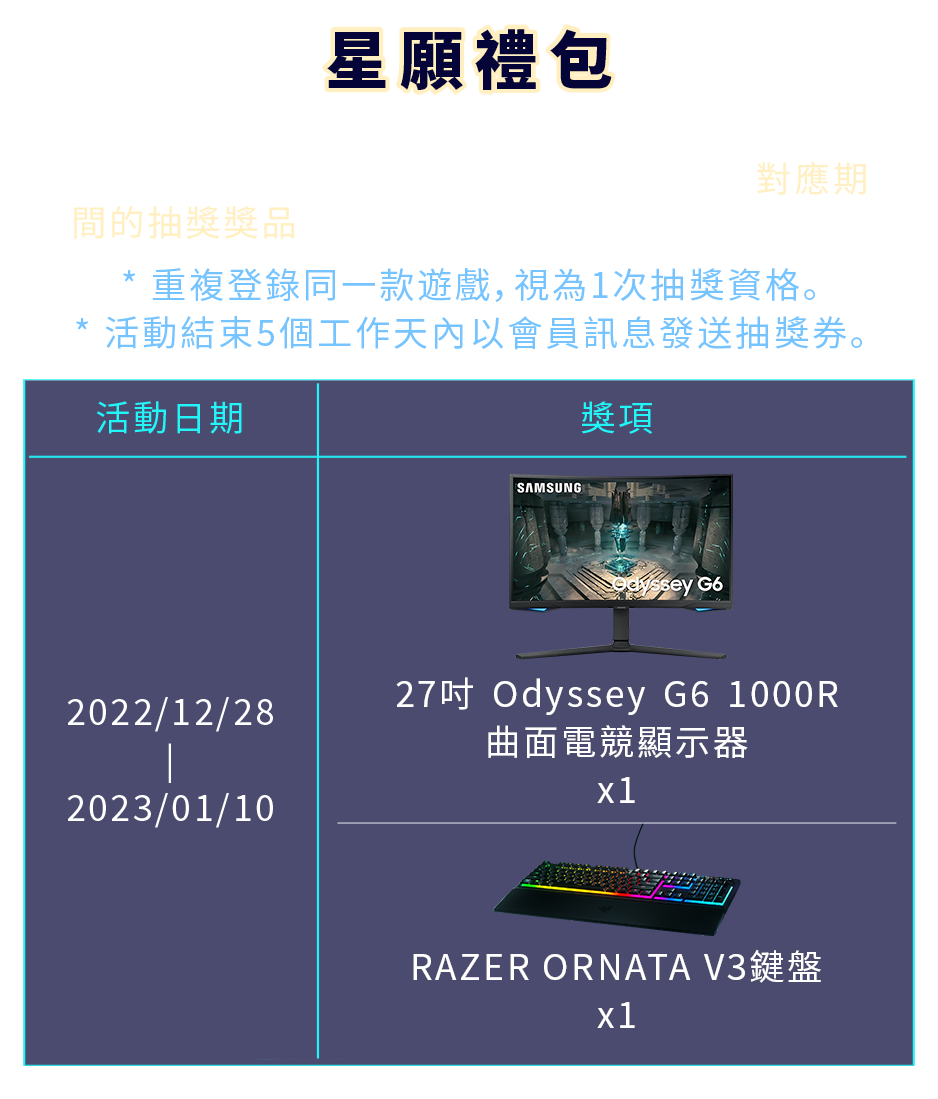 星願禮包
對應期
間的抽獎獎品
* 重複登錄同一款遊戲,視為1次抽獎資格。
* 活動結束5個工作天內以會員訊息發送抽獎券。
活動日期
獎項
SAMSUNG
Odyssey G6
27吋 Odyssey G6 1000R
曲面電競顯示器
x1
2022/12/28
|
2023/01/10
RAZER ORNATA V3鍵盤
x1